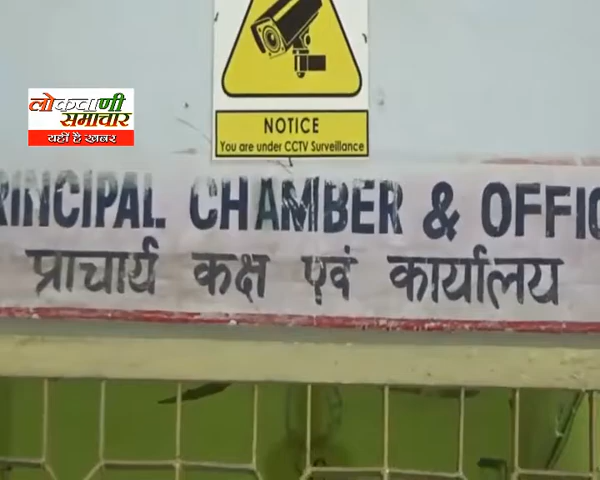 NOTICE
You are under CCTV Surveillance
लोकवाणी
समाचार
यहीं है खबर
RINCIPAL CHAMBER & OFFIC
प्राचार्य कक्ष एवं कार्यालय